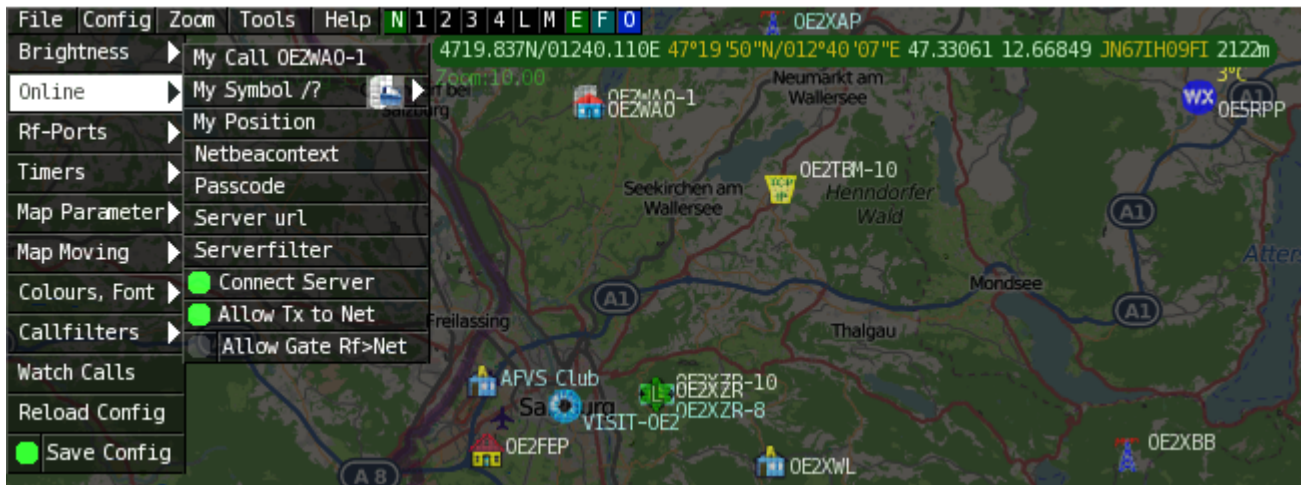 File Config Zoom Tools Help N 1 2 3 4 L M E F O
OE2XAP
Brightness
Online
Rf-Ports
Timers
Map Parameter
Map Moving
Colours, Font
Callfilters
Watch Calls
Reload Config
Save Config
My Call OE2WAO-1
My Symbol /?
My Position
Netbeacontext
Passcode
Server url
Serverfilter
Connect Server
Allow Tx to Net
Allow Gate Rf>Net
4719.837N/01240.110E 47°19'50"N/012°40'07"E 47.33061 12.66849 JN67IH09FI 2122m
Zoom:10.00
Neumarkt am
Wallersee
3°C
A1
WX
OE5RPP
OE2WAO-1
OE2WAO
OE2TBM-10
Seekirchen am
Wallersee
Henndorfer
Wald
A1
Mondsee
A1
A1
Freilassing
Thalgau
AFVS Club
OE2XZR-10
OE2XZR
L
OE2XZR-8
VISIT-OE2
OE2FEP
OE2XWL
OE2XBB
A 8